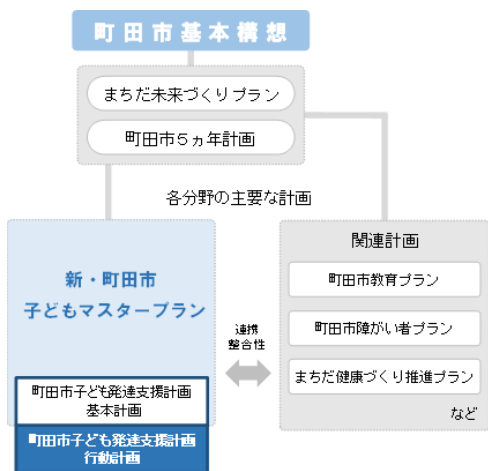 町田市基本構想
まちだ未来づくりプラン
町田市5ヵ年計画
各分野の主要な計画
新・町田市
子どもマスタープラン
町田市子ども発達支援計画
基本計画
町田市子ども発達支援計画
行動計画
連携
整合性
関連計画
町田市教育プラン
町田市障がい者プラン
まちだ健康づくり推進プラン
など